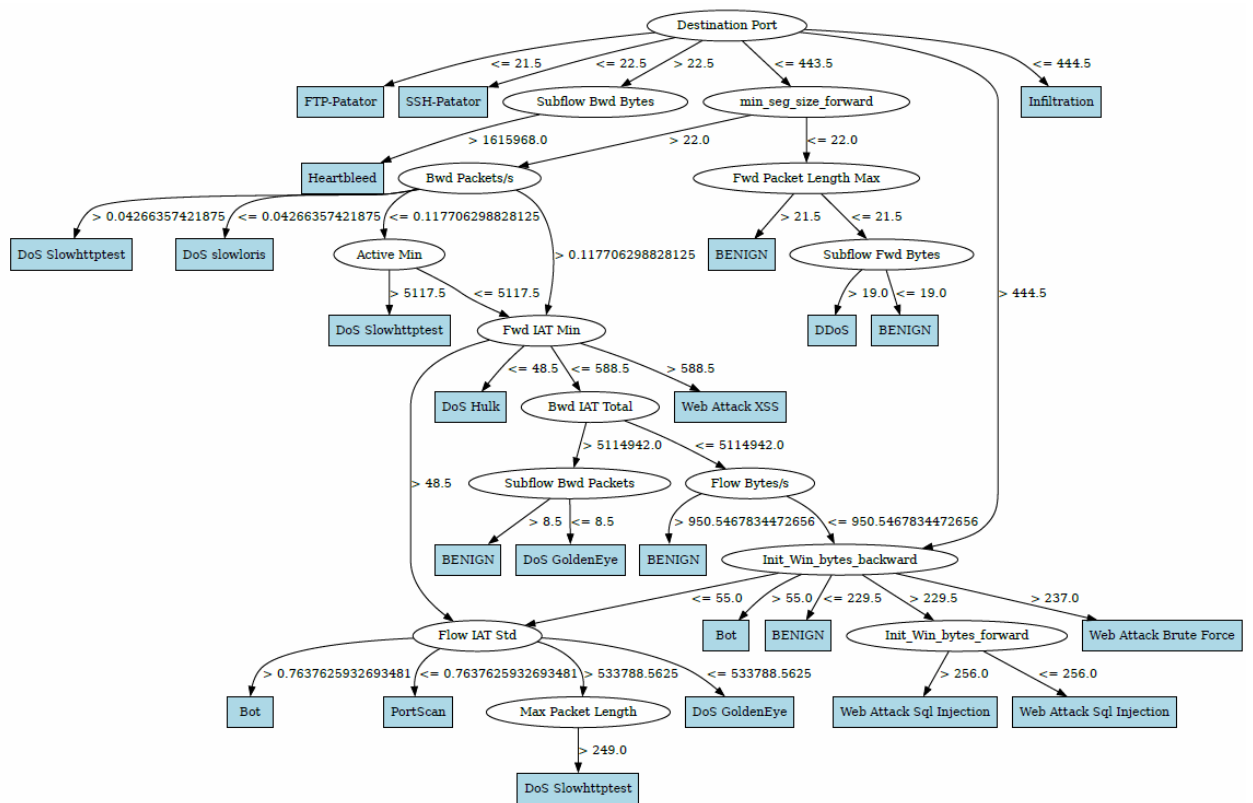 Destination Port
<= 21.5
<= 22.5
> 22.5
<= 443.5
<= 444.5
FTP-Patator
SSH-Patator
Subflow Bwd Bytes
min_seg_size_forward
Infiltration
> 1615968.0
> 22.0
<= 22.0
Heartbleed
Bwd Packets/s
Fwd Packet Length Max
> 0.04266357421875
<= 0.04266357421875
<= 0.117706298828125
> 21.5
<= 21.5
DoS Slowhttptest
DoS slowloris
Active Min
> 0.117706298828125
BENIGN
Subflow Fwd Bytes
> 5117.5
<= 5117.5
> 19.0
<= 19.0
> 444.5
DoS Slowhttptest
Fwd IAT Min
DDoS
BENIGN
<= 48.5
<= 588.5
> 588.5
DoS Hulk
Bwd IAT Total
Web Attack XSS
> 5114942.0
<= 5114942.0
> 48.5
Subflow Bwd Packets
Flow Bytes/s
> 8.5
<= 8.5
> 950.5467834472656
<= 950.5467834472656
BENIGN
DoS GoldenEye
BENIGN
Init_Win_bytes_backward
<= 55.0
> 55.0
<= 229.5
> 229.5
> 237.0
Flow IAT Std
Bot
BENIGN
Init_Win_bytes_forward
Web Attack Brute Force
> 0.7637625932693481
<= 0.7637625932693481
> 533788.5625
<= 533788.5625
> 256.0
<= 256.0
Bot
PortScan
Max Packet Length
DoS GoldenEye
Web Attack Sql Injection
Web Attack Sql Injection
> 249.0
DoS Slowhttptest